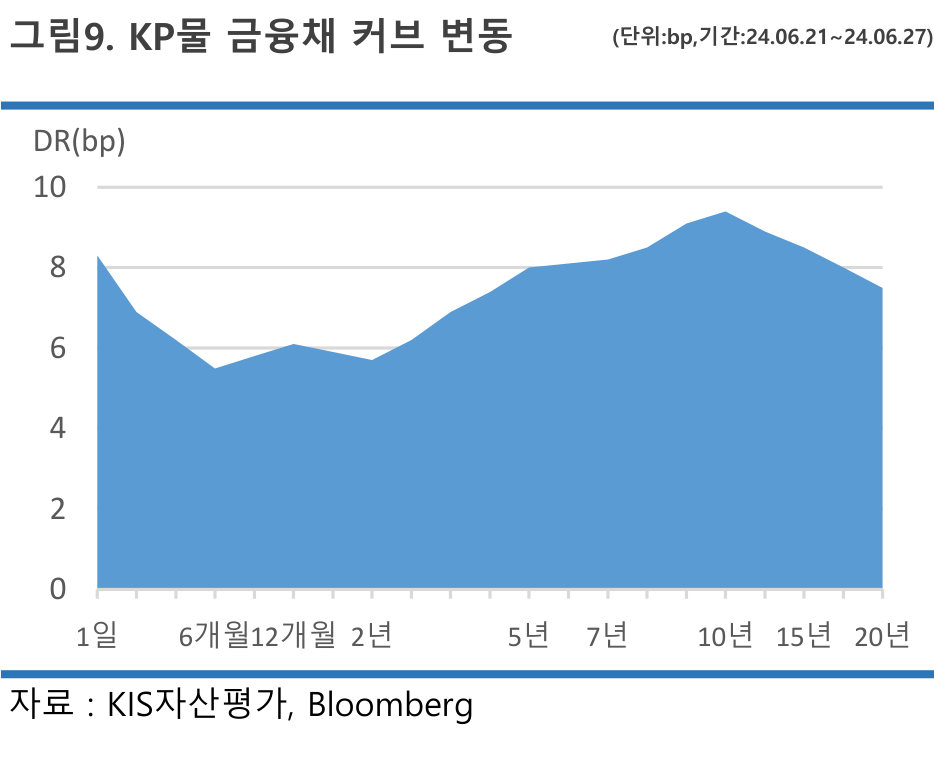 그림9. KP물 금융채 커브 변동 (단위:bp,기간:24.06.21~24.06.27)
DR(bp)
10
8
6
4
2
0
1일 6개월 12개월 2년 5년 7년 10년 15년 20년
자료 : KIS자산평가, Bloomberg